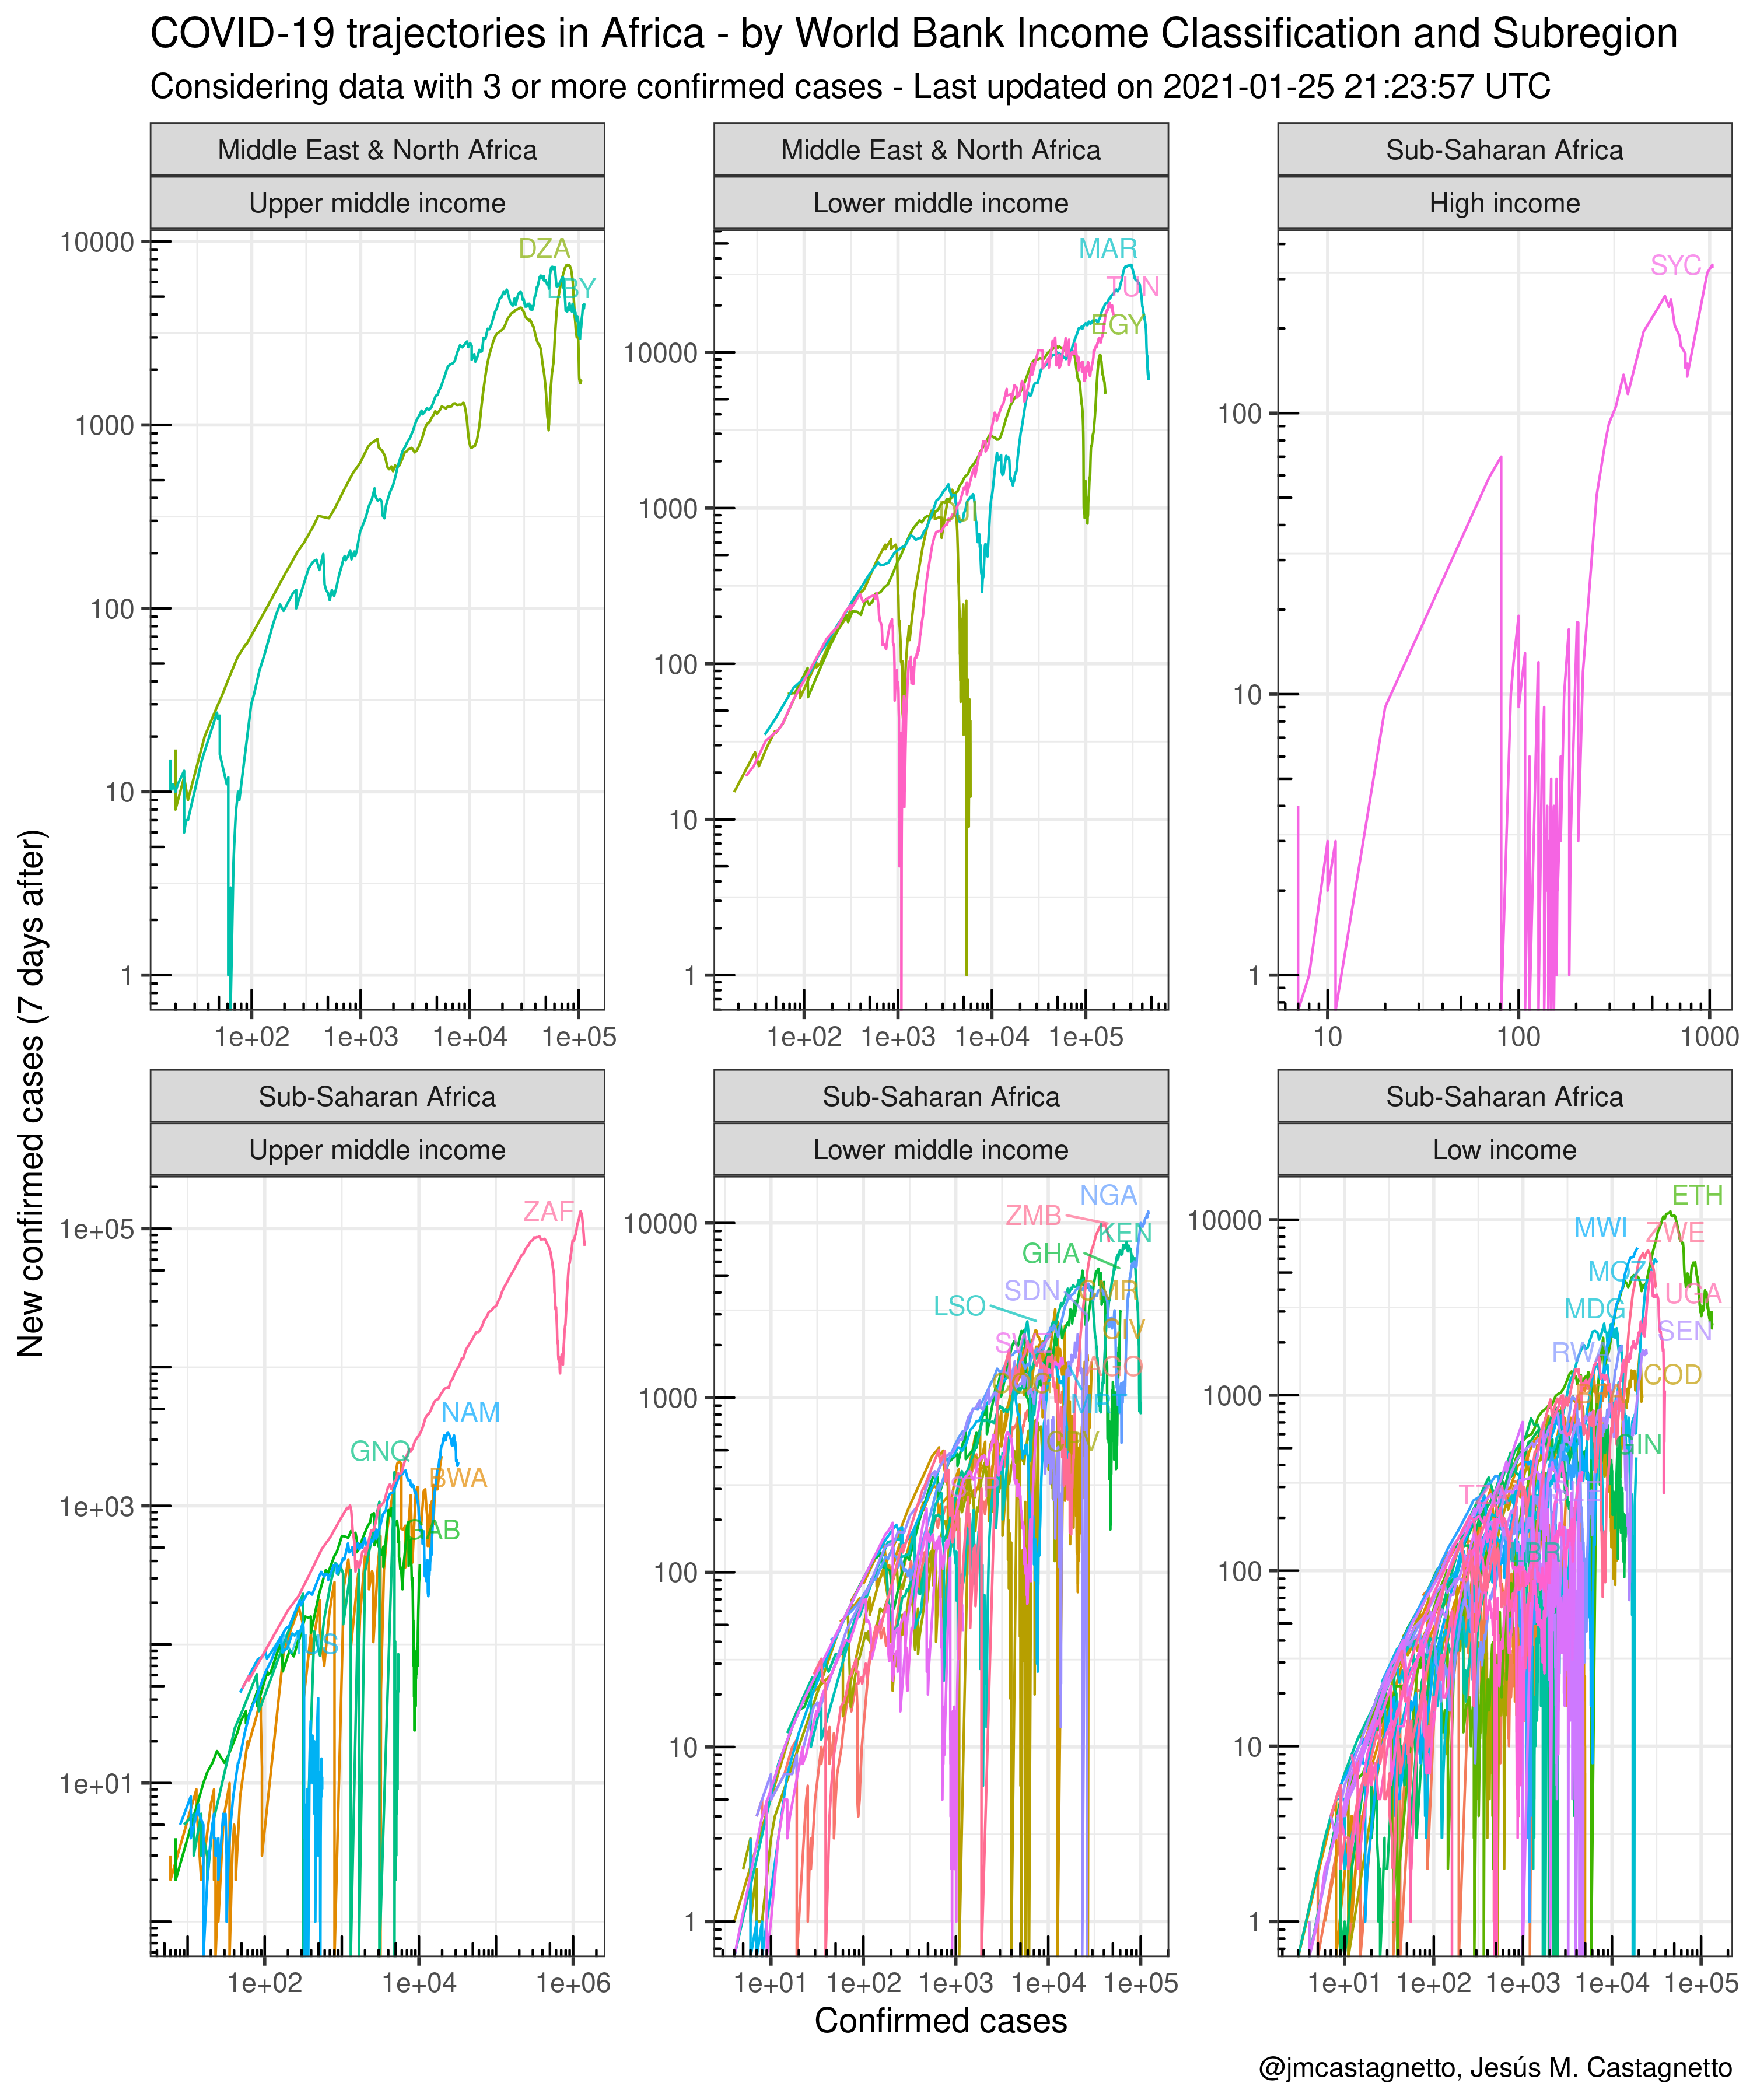 COVID-19 trajectories in Africa - by World Bank Income Classification and Subregion
Considering data with 3 or more confirmed cases - Last updated on 2021-01-25 21:23:57 UTC
Middle East & North Africa
Upper middle income
Middle East & North Africa
Lower middle income
Sub-Saharan Africa
High income
DZA
LBY
10000
1000
100
10
1
1e+02 1e+03 1e+04 1e+05
MAR
TUN
EGY
10000
1000
100
10
1
1e+02 1e+03 1e+04 1e+05
SYC
100
10
1
10 100 1000
New confirmed cases (7 days after)
Sub-Saharan Africa
Upper middle income
Sub-Saharan Africa
Lower middle income
Sub-Saharan Africa
Low income
ZAF
NAM
GNQ
BWA
GAB
1e+05
1e+03
1e+01
1e+02 1e+04 1e+06
NGA
ZMB
KEN
GHA
SDN
CMR
LSO
CIV
AGO
10000
1000
100
10
1
1e+01 1e+02 1e+03 1e+04 1e+05
ETH
MWI
ZWE
MOZ
UGA
MDG
SEN
RWA
COD
GIN
LBR
10000
1000
100
10
1
1e+01 1e+02 1e+03 1e+04 1e+05
Confirmed cases
@jmcastagnetto, Jesús M. Castagnetto